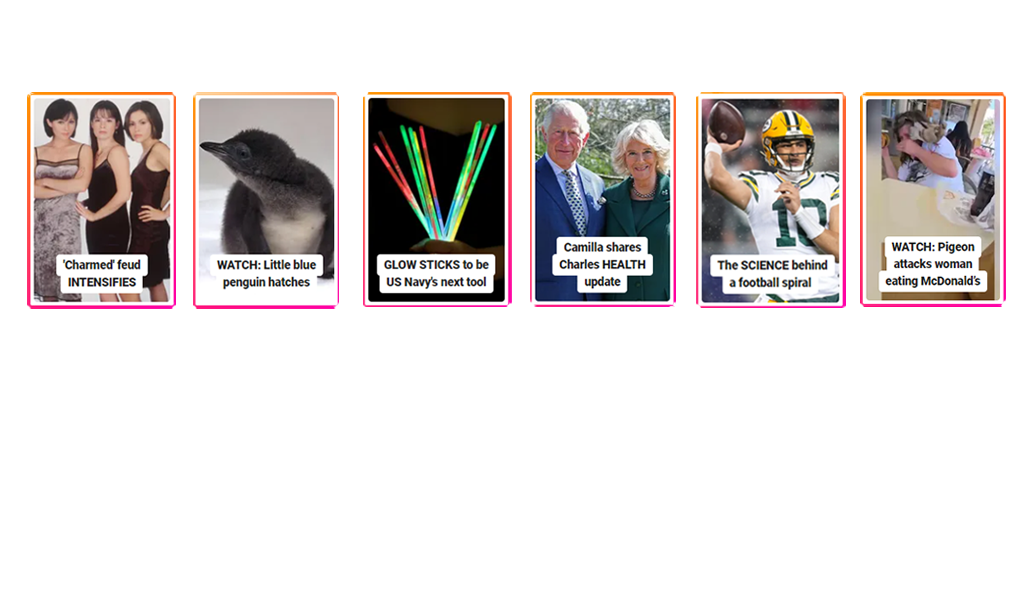 'Charmed' feud
INTENSIFIES
WATCH: Little blue
penguin hatches
GLOW STICKS to be
US Navy's next tool
Camilla shares
Charles HEALTH
update
The SCIENCE behind
a football spiral
WATCH: Pigeon
attacks woman
eating McDonald's